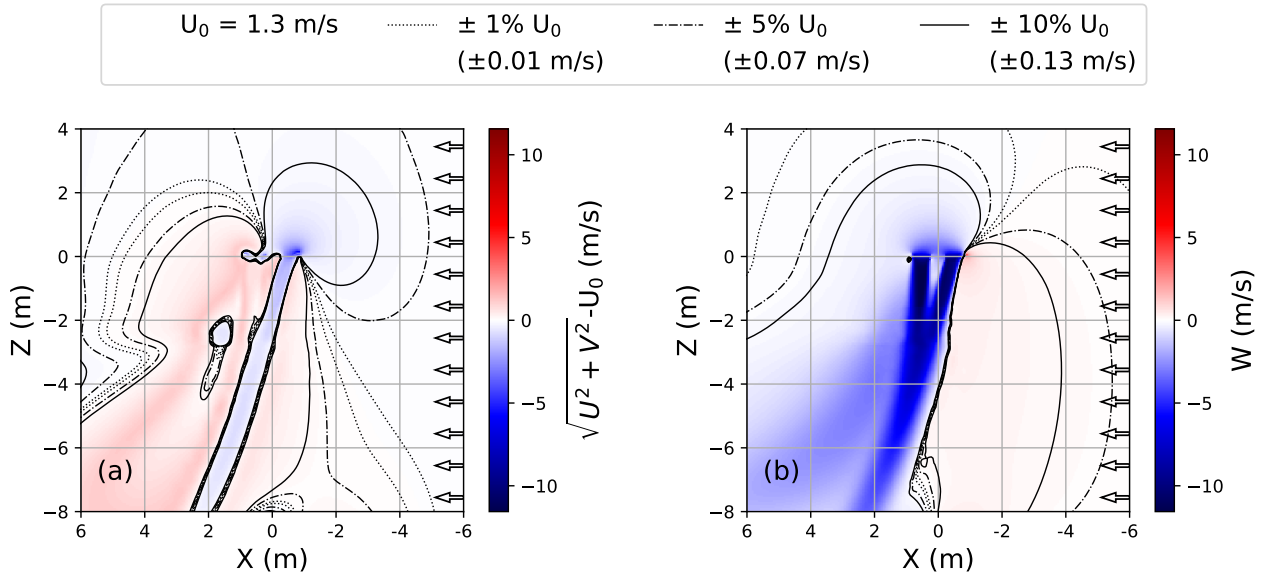 U₀ = 1.3 m/s ± 1% U₀ ± 5% U₀ ± 10% U₀
(±0.01 m/s) (±0.07 m/s) (±0.13 m/s)
4
2
0
−2
−4
−6
−8
Z (m)
(a)
6 4 2 0 -2 -4 -6
X (m)
10
5
0
−5
−10
√U² + V² -U₀ (m/s)
4
2
0
−2
−4
−6
−8
Z (m)
(b)
6 4 2 0 -2 -4 -6
X (m)
10
5
0
−5
−10
W (m/s)